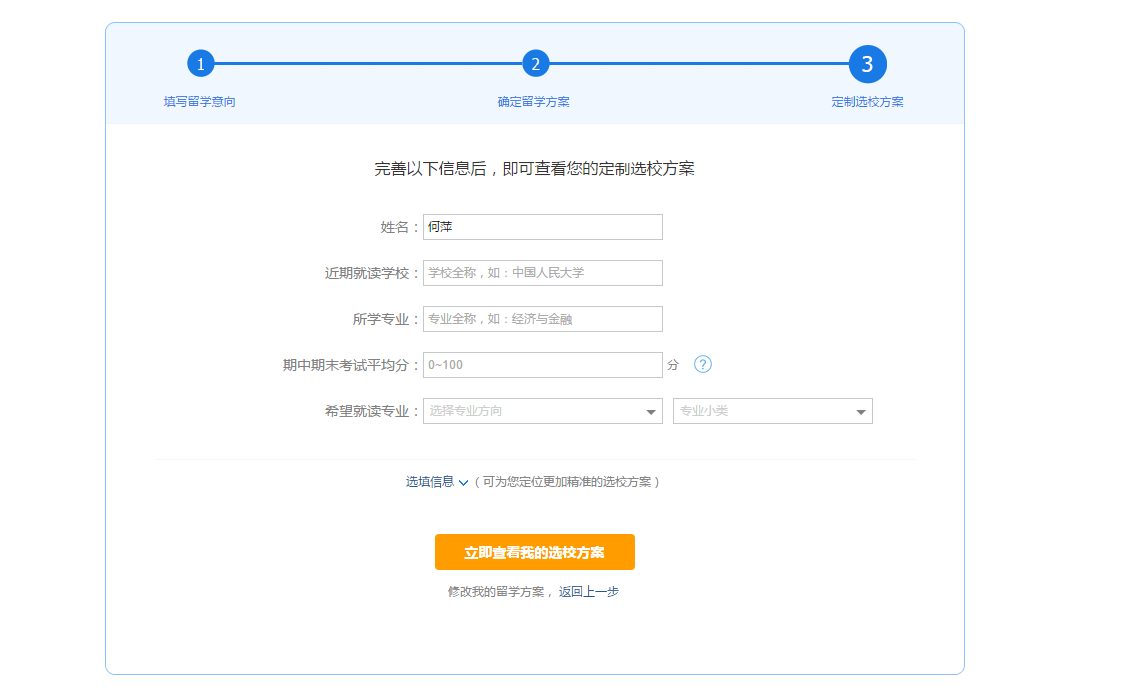 1 2 3
填写留学意向 确定留学方案 定制选校方案
完善以下信息后，即可查看您的定制选校方案
姓名： 何萍
近期就读学校： 学校全称，如：中国人民大学
所学专业： 专业全称，如：经济与金融
期中期末考试平均分： 0~100 分 ?
希望就读专业： 选择专业方向 专业小类
选填信息 （可为您定位更加精准的选校方案）
立即查看我的选校方案
修改我的留学方案， 返回上一步